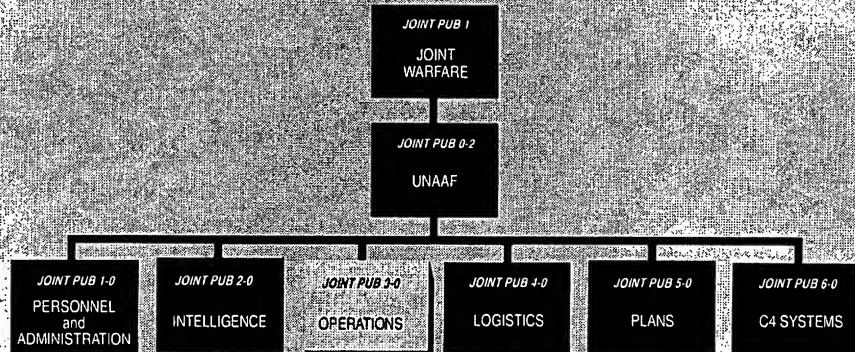 JOINT PUB 1
JOINT
WARFARE
JOINT PUB 0-2
UNAAF
JOINT PUB 1-0
PERSONNEL
and
ADMINISTRATION
JOINT PUB 2-0
INTELLIGENCE
JOINT PUB 3-0
OPERATIONS
JOINT PUB 4-0
LOGISTICS
JOINT PUB 5-0
PLANS
JOINT PUB 6-0
C4 SYSTEMS